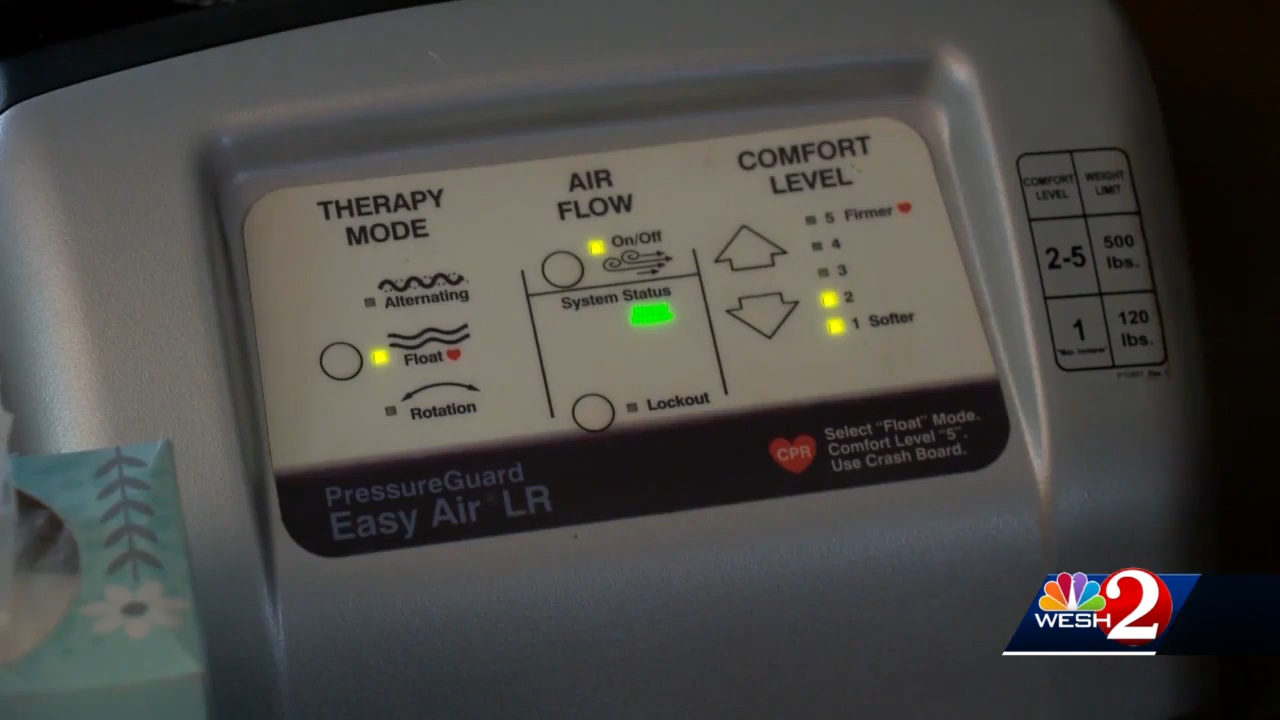 THERAPY
MODE
Alternating
Float
Rotation
AIR
FLOW
On/Off
System Status
Lockout
COMFORT
LEVEL
5 Firmer
4
3
2
1 Softer
PressureGuard
Easy Air® LR
CPR
Select "Float" Mode.
Comfort Level "5".
Use Crash Board.
COMFORT
LEVEL
WEIGHT
LIMIT
2-5
500
lbs.
1
120
lbs.
WESH 2